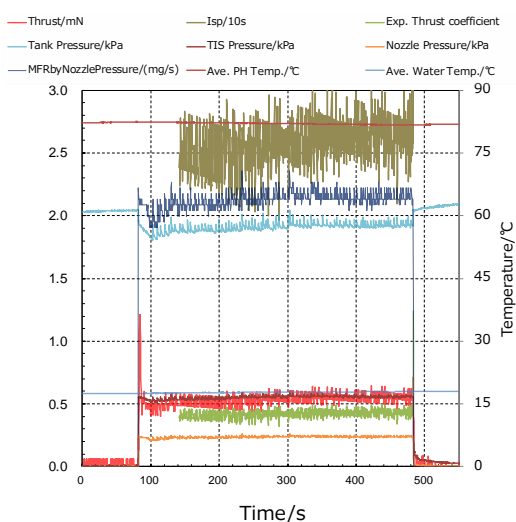 Thrust/mN Isp/10s Exp. Thrust coefficient
Tank Pressure/kPa TIS Pressure/kPa Nozzle Pressure/kPa
MFRbyNozzlePressure/(mg/s) Ave. PH Temp./℃ Ave. Water Temp./℃
3.0 90
2.5 75
2.0 60
1.5 45
1.0 30
0.5 15
0.0 0
0 100 200 300 400 500
Temperature/℃
Time/s